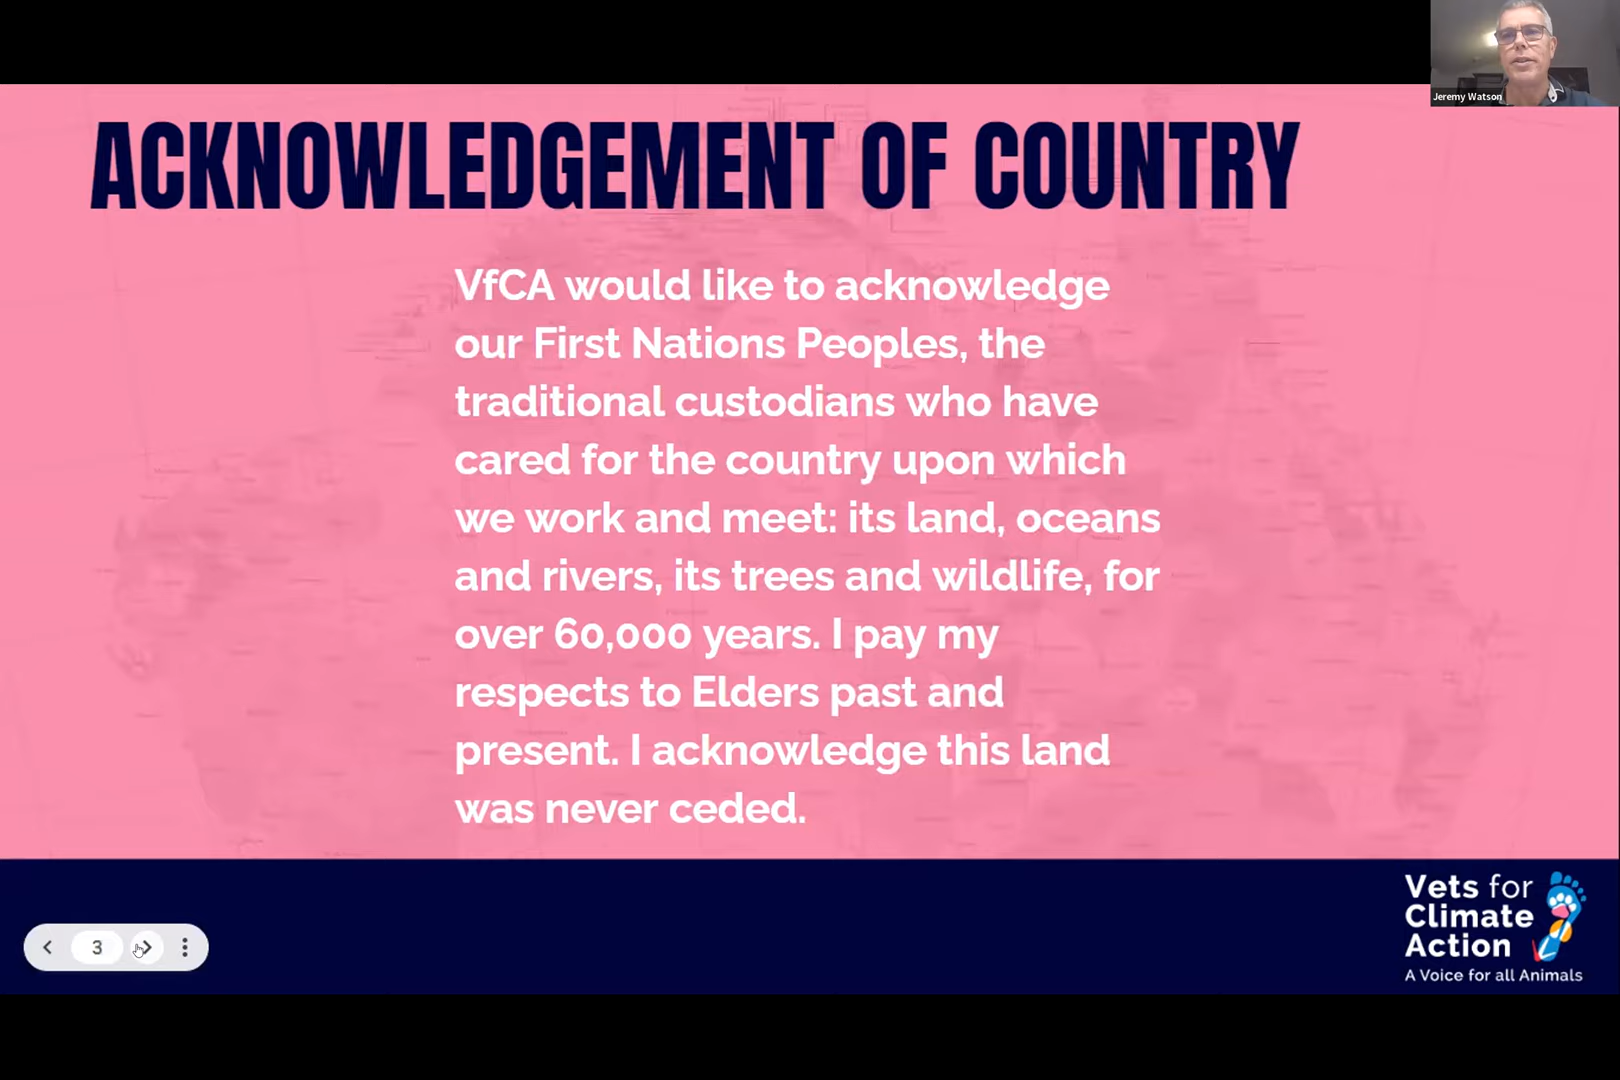 Jeremy Watson
ACKNOWLEDGEMENT OF COUNTRY
VfCA would like to acknowledge
our First Nations Peoples, the
traditional custodians who have
cared for the country upon which
we work and meet: its land, oceans
and rivers, its trees and wildlife, for
over 60,000 years. I pay my
respects to Elders past and
present. I acknowledge this land
was never ceded.
3
Vets for
Climate
Action
A Voice for all Animals